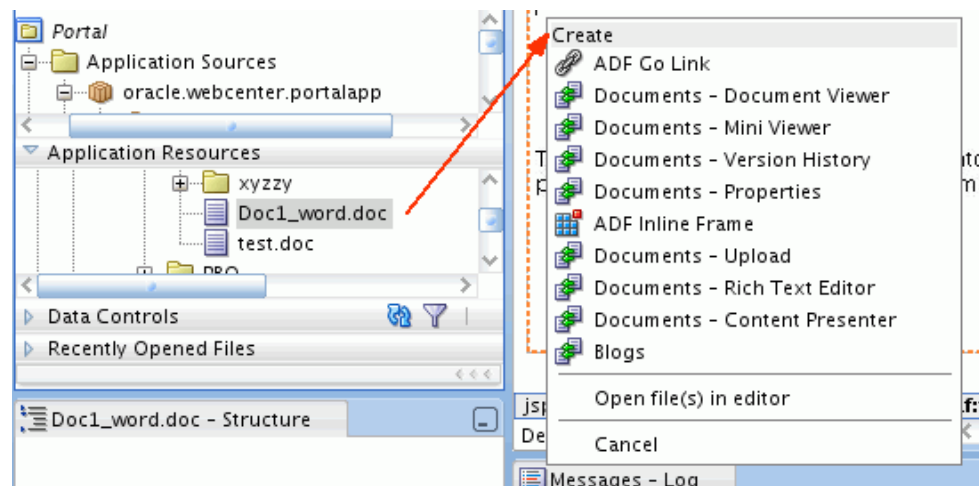 Portal
Application Sources
oracle.webcenter.portalapp
Application Resources
xyzzy
Doc1_word.doc
test.doc
Data Controls
Recently Opened Files
Doc1_word.doc - Structure
Create
ADF Go Link
Documents - Document Viewer
Documents - Mini Viewer
Documents - Version History
Documents - Properties
ADF Inline Frame
Documents - Upload
Documents - Rich Text Editor
Documents - Content Presenter
Blogs
Open file(s) in editor
Cancel
Messages - Log